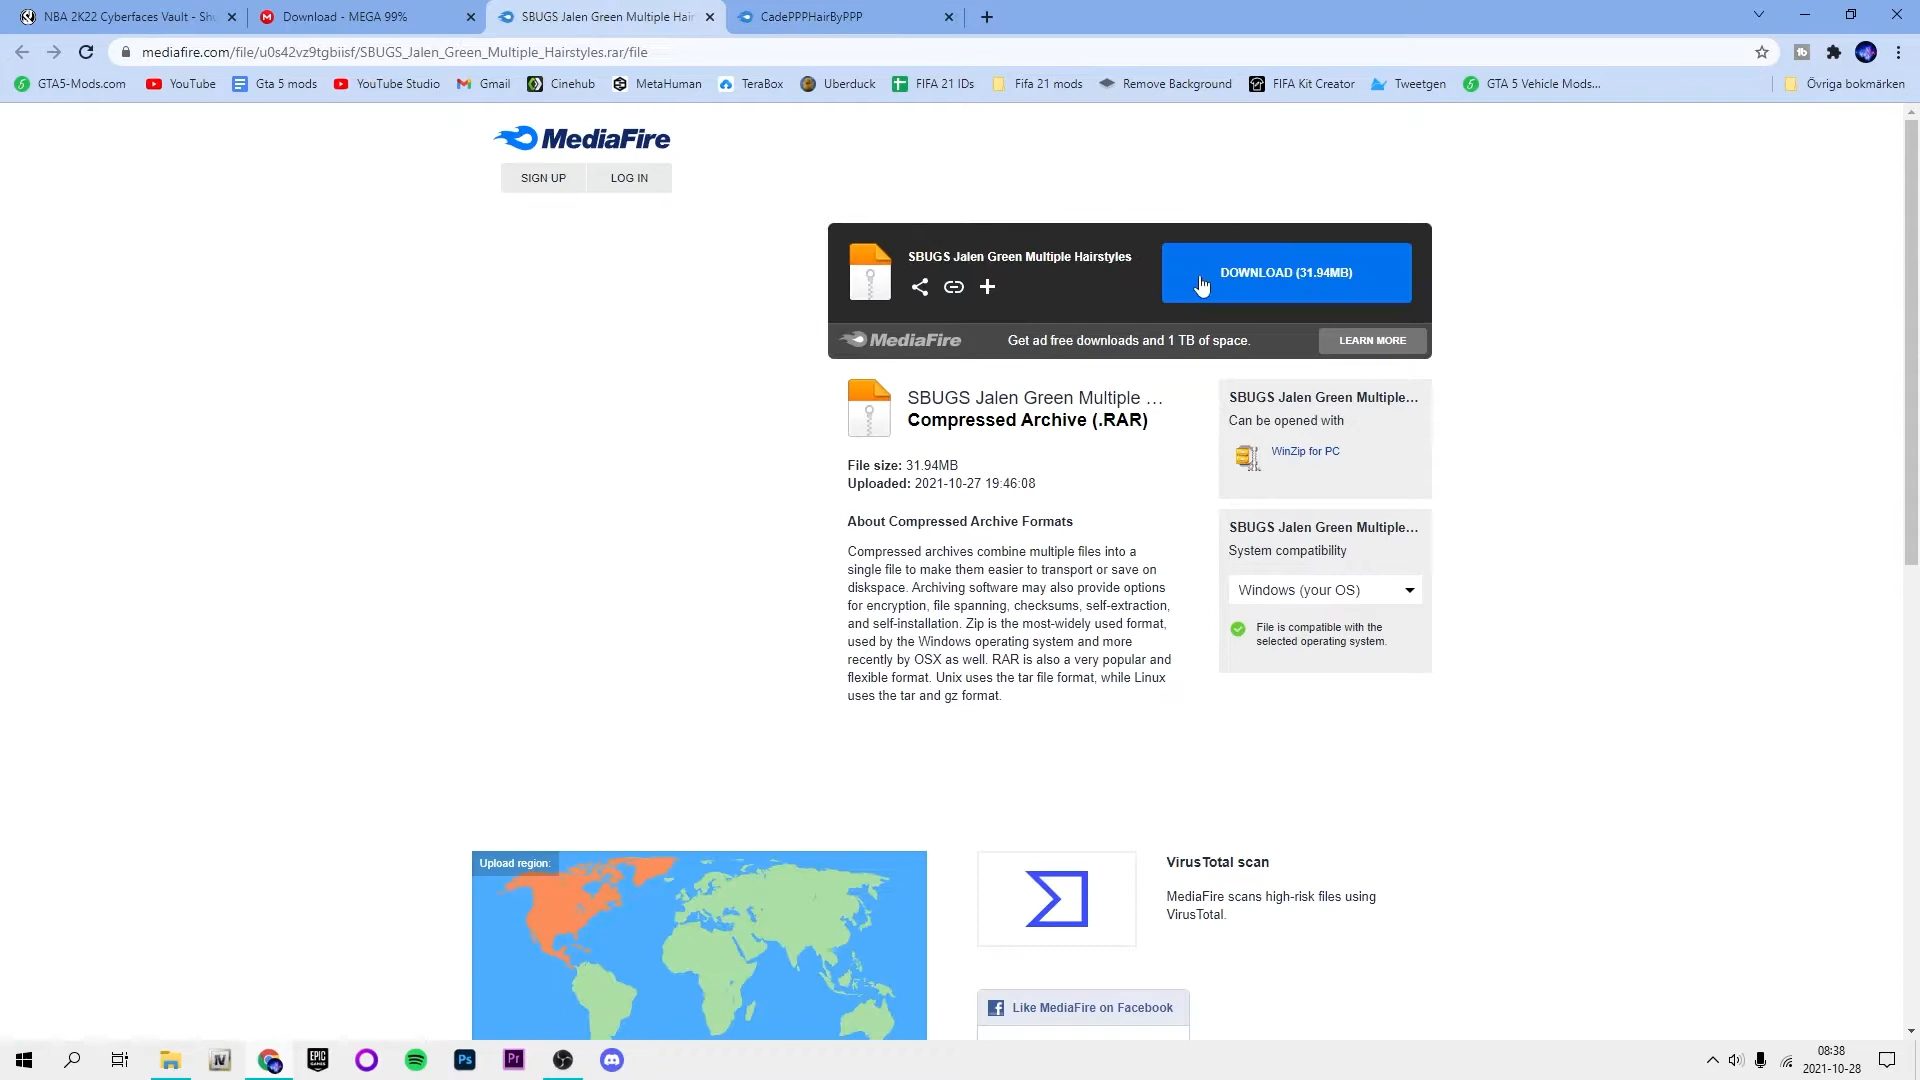 NBA 2K22 Cyberfaces Vault - Sh
Download - MEGA 99%
SBUGS Jalen Green Multiple Hair
CadePPPHairByPPP
mediafire.com/file/u0s42vz9tgbiisf/SBUGS_Jalen_Green_Multiple_Hairstyles.rar/file
GTA5-Mods.com
YouTube
Gta 5 mods
YouTube Studio
Gmail
Cinehub
MetaHuman
TeraBox
Uberduck
FIFA 21 IDs
Fifa 21 mods
Remove Background
FIFA Kit Creator
Tweetgen
GTA 5 Vehicle Mods...
Övriga bokmärken
MediaFire
SIGN UP
LOG IN
SBUGS Jalen Green Multiple Hairstyles
DOWNLOAD (31.94MB)
MediaFire
Get ad free downloads and 1 TB of space.
LEARN MORE
SBUGS Jalen Green Multiple ...
Compressed Archive (.RAR)
File size: 31.94MB
Uploaded: 2021-10-27 19:46:08
About Compressed Archive Formats
Compressed archives combine multiple files into a
single file to make them easier to transport or save on
diskspace. Archiving software may also provide options
for encryption, file spanning, checksums, self-extraction,
and self-installation. Zip is the most-widely used format,
used by the Windows operating system and more
recently by OSX as well. RAR is also a very popular and
flexible format. Unix uses the tar file format, while Linux
uses the tar and gz format.
SBUGS Jalen Green Multiple...
Can be opened with
WinZip for PC
SBUGS Jalen Green Multiple...
System compatibility
Windows (your OS)
File is compatible with the
selected operating system.
Upload region:
VirusTotal scan
MediaFire scans high-risk files using
VirusTotal.
Like MediaFire on Facebook
IV
EPIC
GAMES
Ps
Pr
08:38
2021-10-28